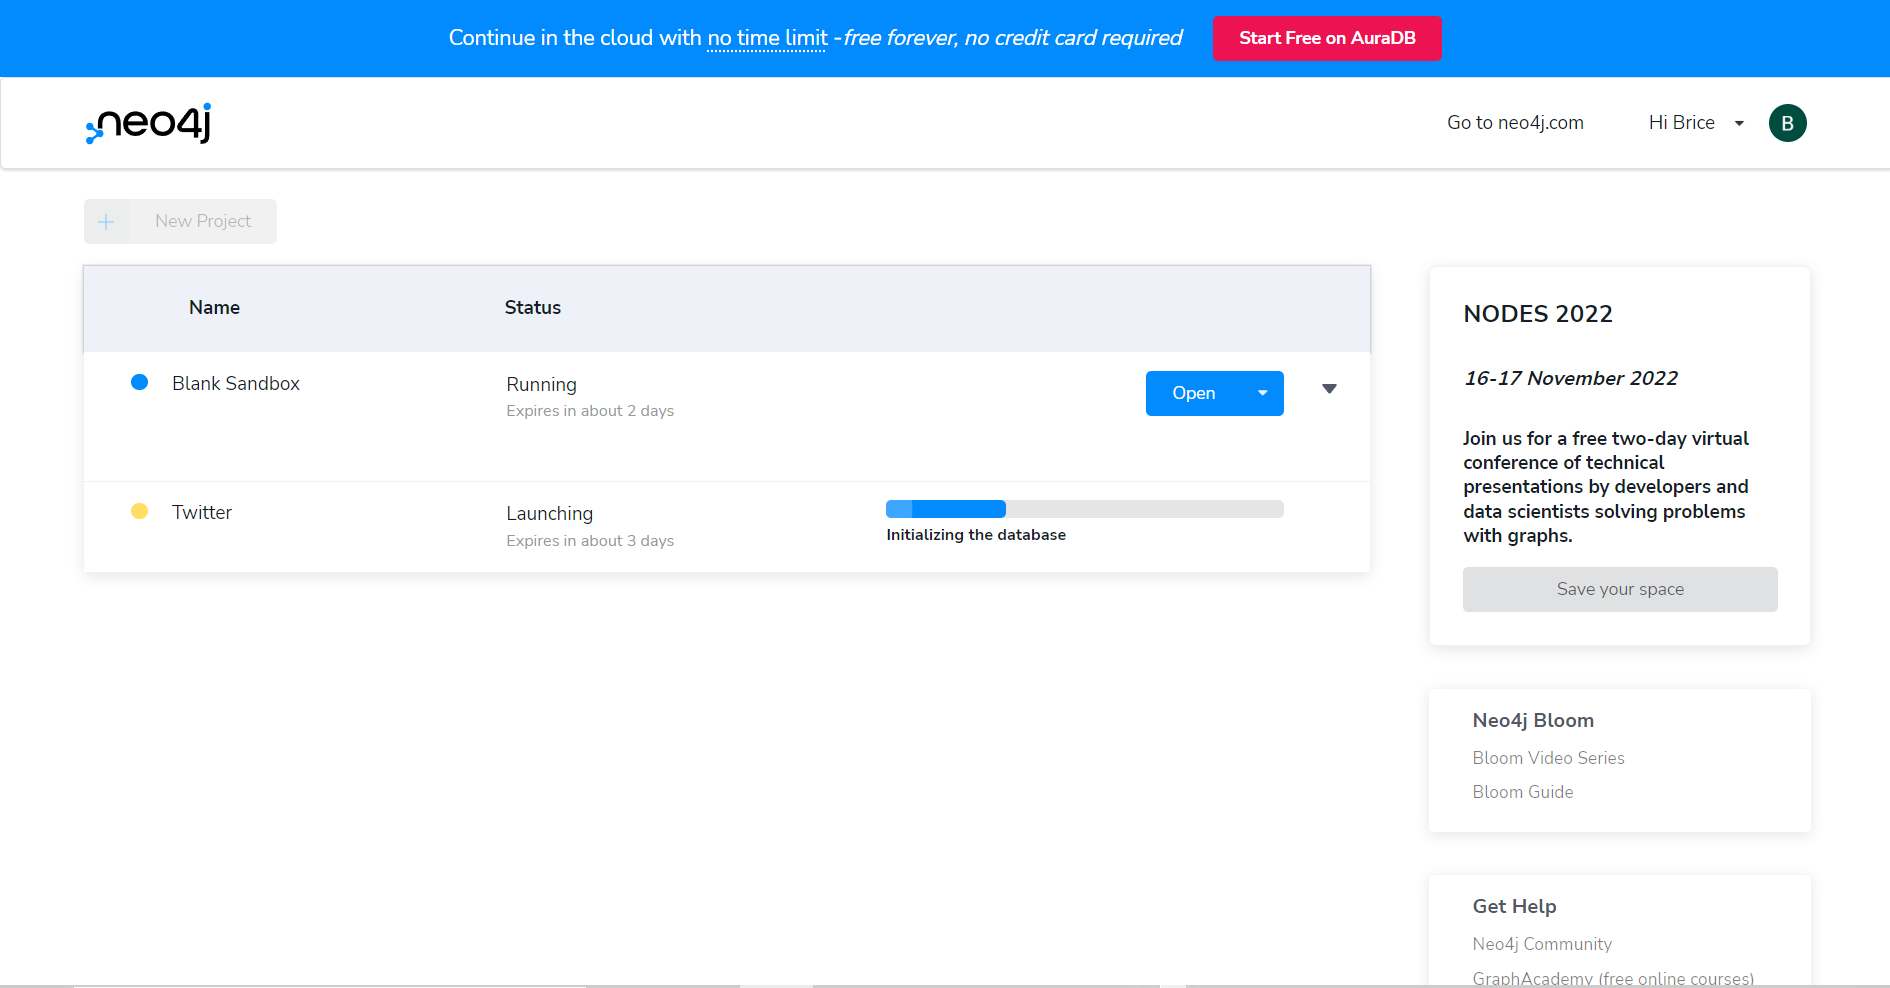 Continue in the cloud with no time limit -free forever, no credit card required
Start Free on AuraDB
neo4j
Go to neo4j.com
Hi Brice
B
+ New Project
Name
Status
Blank Sandbox
Running
Expires in about 2 days
Open
Twitter
Launching
Expires in about 3 days
Initializing the database
NODES 2022
16-17 November 2022
Join us for a free two-day virtual
conference of technical
presentations by developers and
data scientists solving problems
with graphs.
Save your space
Neo4j Bloom
Bloom Video Series
Bloom Guide
Get Help
Neo4j Community
GraphAcademy (free online courses)